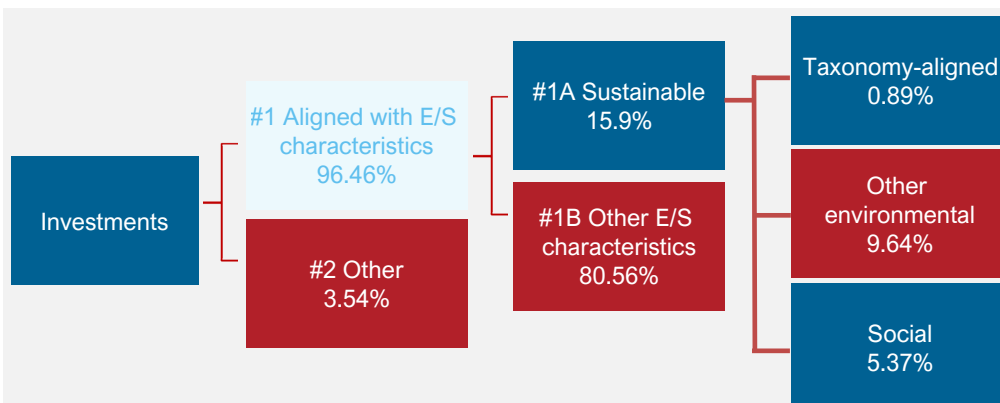 Investments
#1 Aligned with E/S
characteristics
96.46%
#2 Other
3.54%
#1A Sustainable
15.9%
#1B Other E/S
characteristics
80.56%
Taxonomy-aligned
0.89%
Other
environmental
9.64%
Social
5.37%